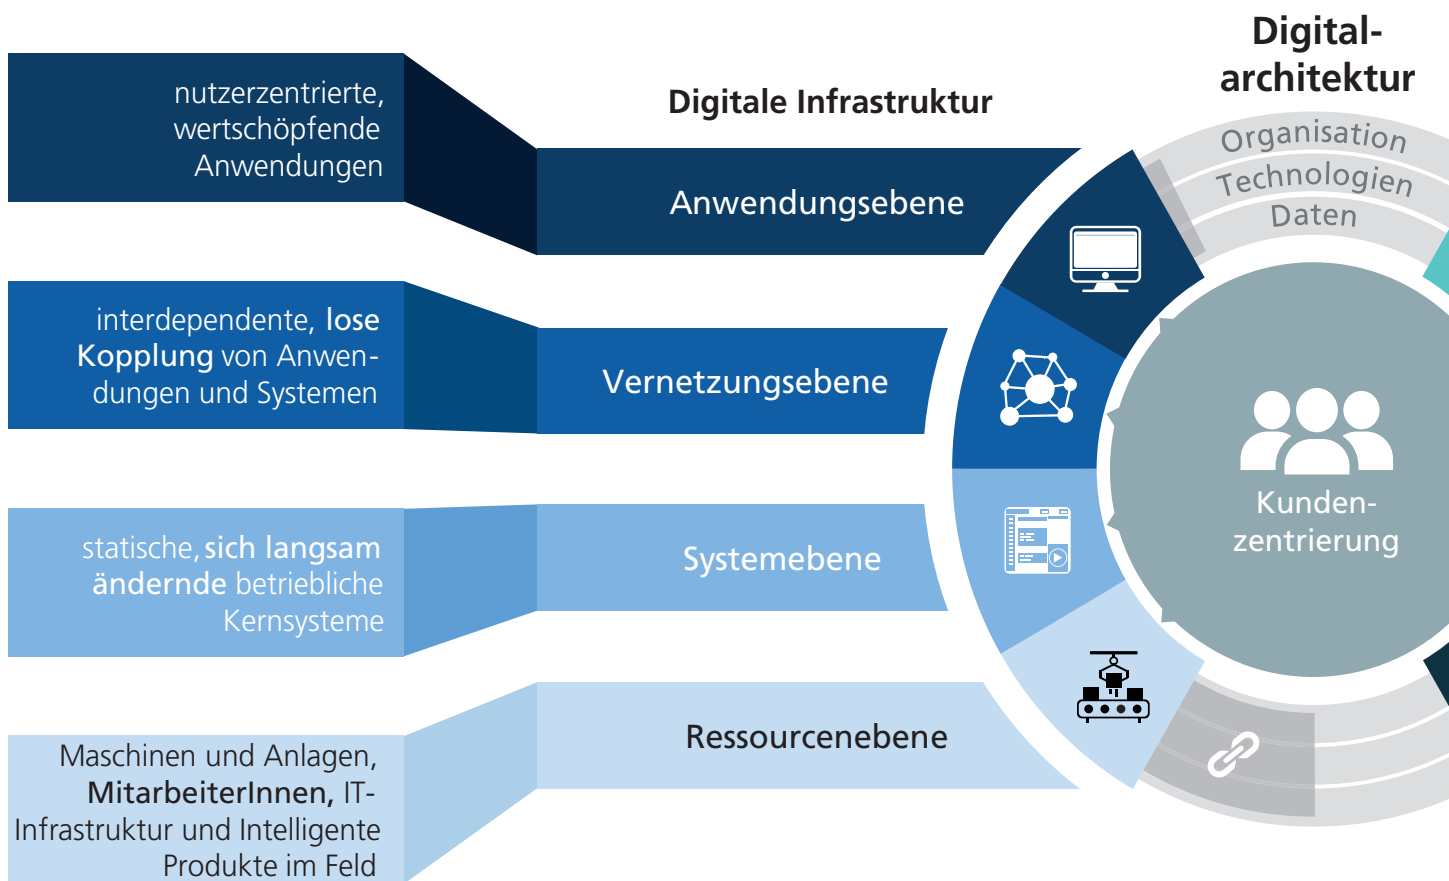 Digital-
architektur
Organisation
Technologien
Daten
Digitale Infrastruktur
nutzerzentrierte,
wertschöpfende
Anwendungen
Anwendungsebene
interdependente, lose
Kopplung von Anwen-
dungen und Systemen
Vernetzungsebene
statische, sich langsam
ändernde betriebliche
Kernsysteme
Systemebene
Maschinen und Anlagen,
MitarbeiterInnen, IT-
Infrastruktur und Intelligente
Produkte im Feld
Ressourcenebene
Kunden-
zentrierung